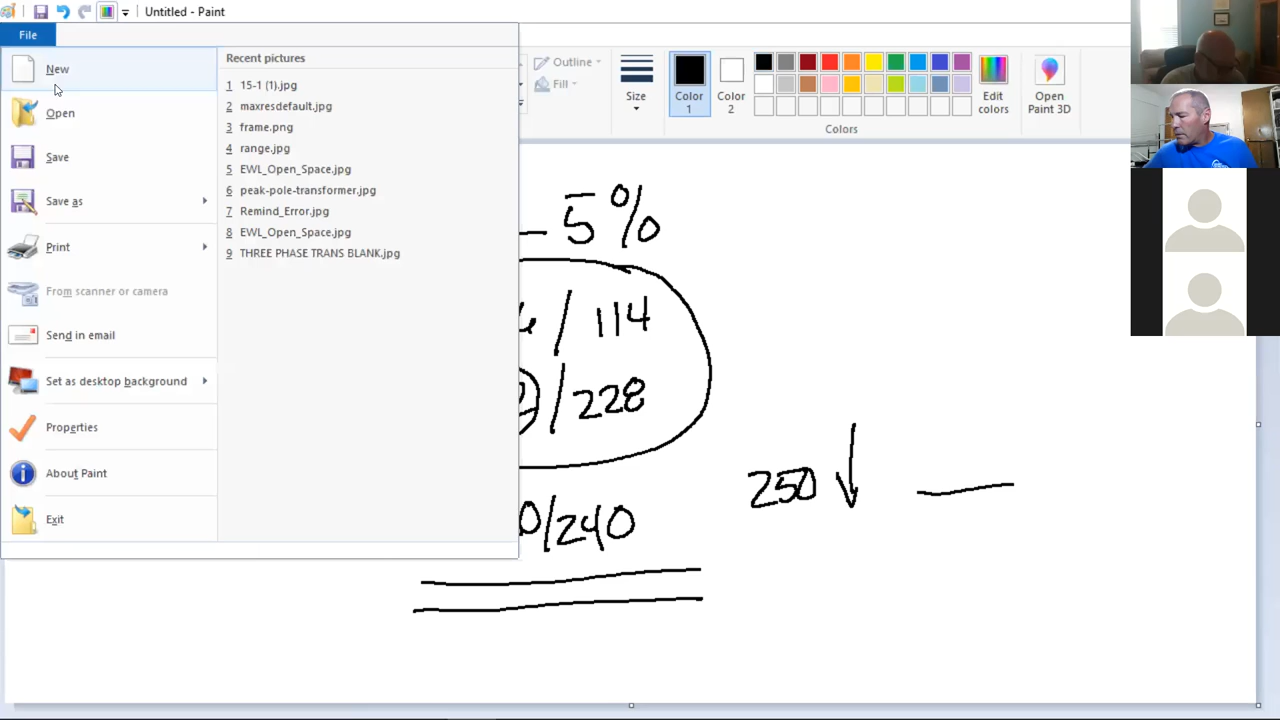 Untitled - Paint
File
New
Open
Save
Save as
Print
From scanner or camera
Send in email
Set as desktop background
Properties
About Paint
Exit
Recent pictures
1 15-1 (1).jpg
2 maxresdefault.jpg
3 frame.png
4 range.jpg
5 EWL_Open_Space.jpg
6 peak-pole-transformer.jpg
7 Remind_Error.jpg
8 EWL_Open_Space.jpg
9 THREE PHASE TRANS BLANK.jpg
Outline
Fill
Size
Color 1
Color 2
Edit colors
Open Paint 3D
Colors
– 5%
/ 114
/ 228
0/240
250 ↓